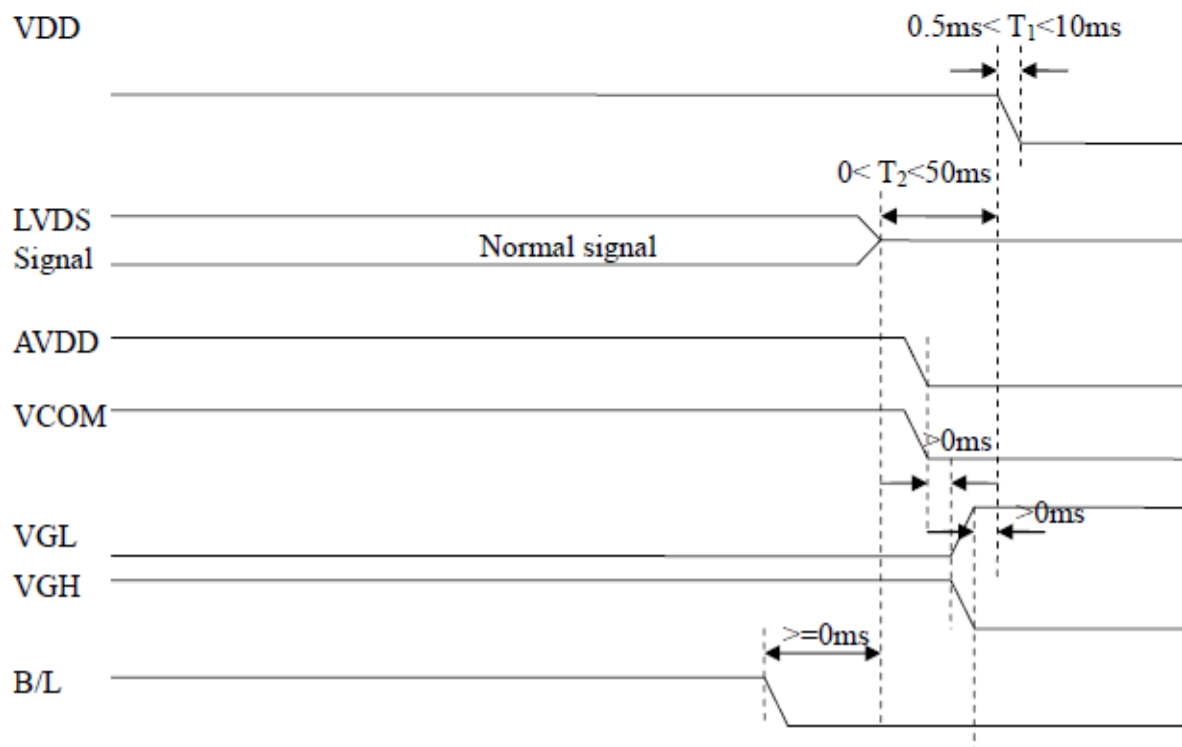 VDD
0.5ms< T₁<10ms
0< T₂<50ms
LVDS
Signal
Normal signal
AVDD
VCOM
>0ms
>0ms
VGL
VGH
>=0ms
B/L